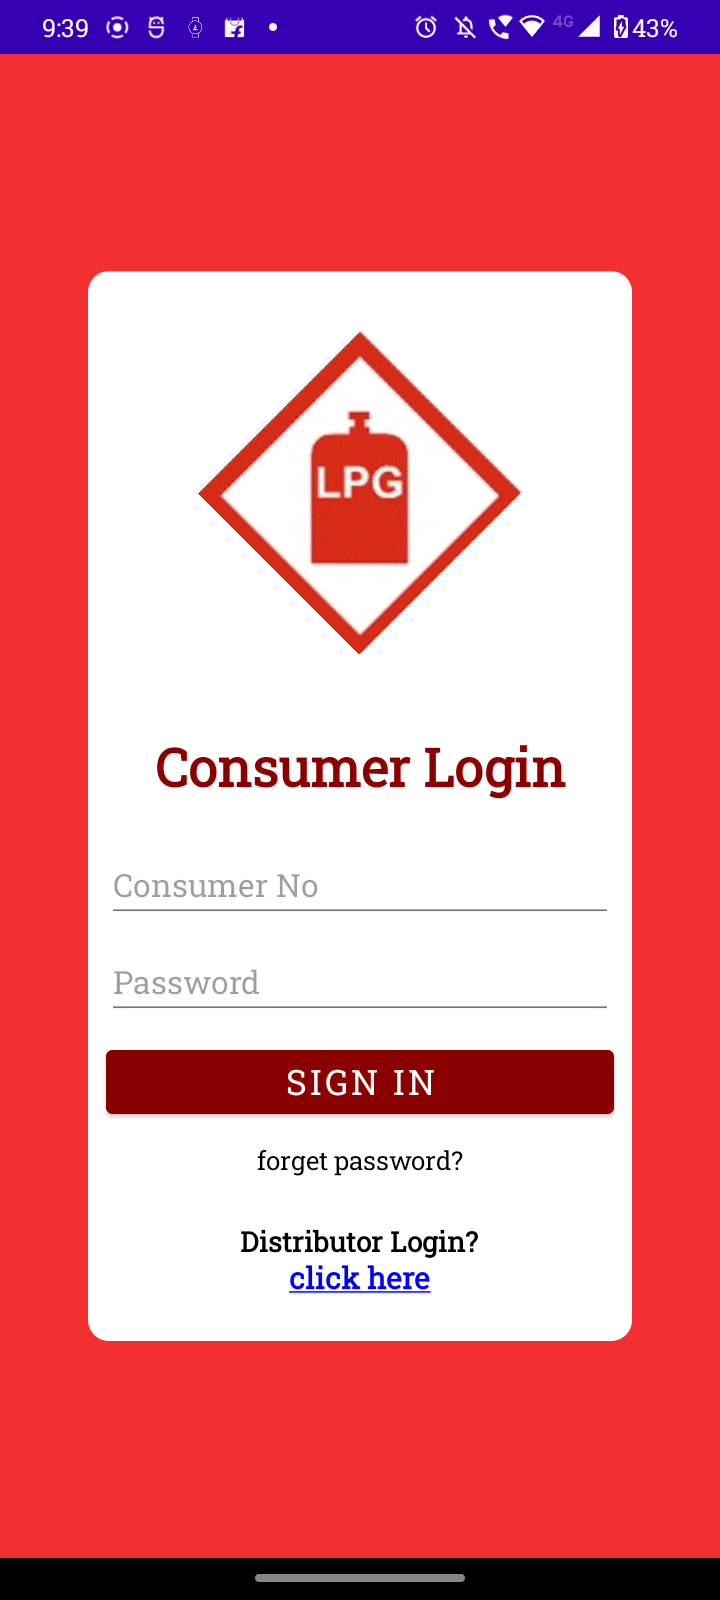 9:39
4G
43%
LPG
Consumer Login
Consumer No
Password
SIGN IN
forget password?
Distributor Login?
click here